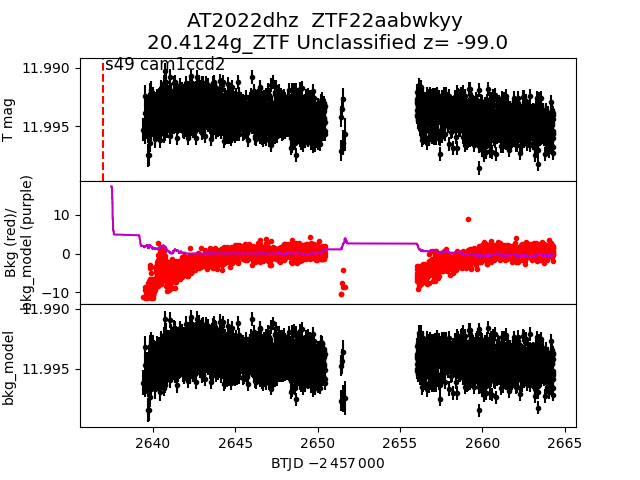 AT2022dhz ZTF22aabwkyy
20.4124g_ZTF Unclassified z= -99.0
s49 cam1ccd2
11.990
11.995
T mag
10
0
−10
Bkg (red)/
bkg_model (purple)
11.990
11.995
bkg_model
2640
2645
2650
2655
2660
2665
BTJD −2 457 000